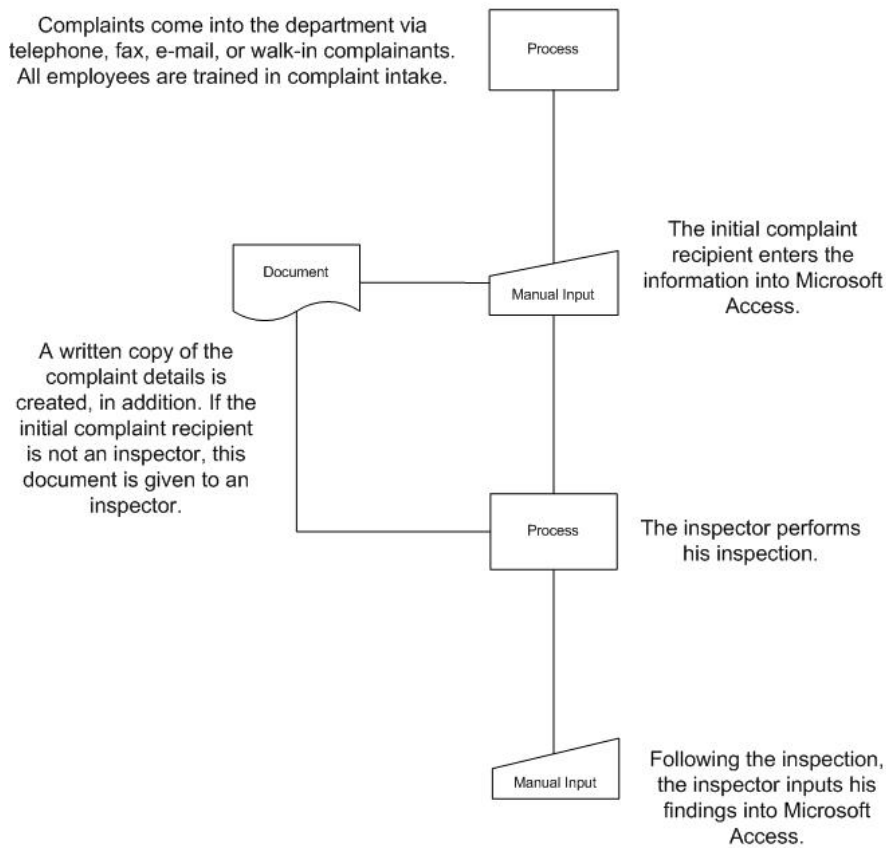 Complaints come into the department via
telephone, fax, e-mail, or walk-in complainants.
All employees are trained in complaint intake.
Process
The initial complaint
recipient enters the
information into Microsoft
Access.
Document
Manual Input
A written copy of the
complaint details is
created, in addition. If the
initial complaint recipient
is not an inspector, this
document is given to an
inspector.
Process
The inspector performs
his inspection.
Manual Input
Following the inspection,
the inspector inputs his
findings into Microsoft
Access.